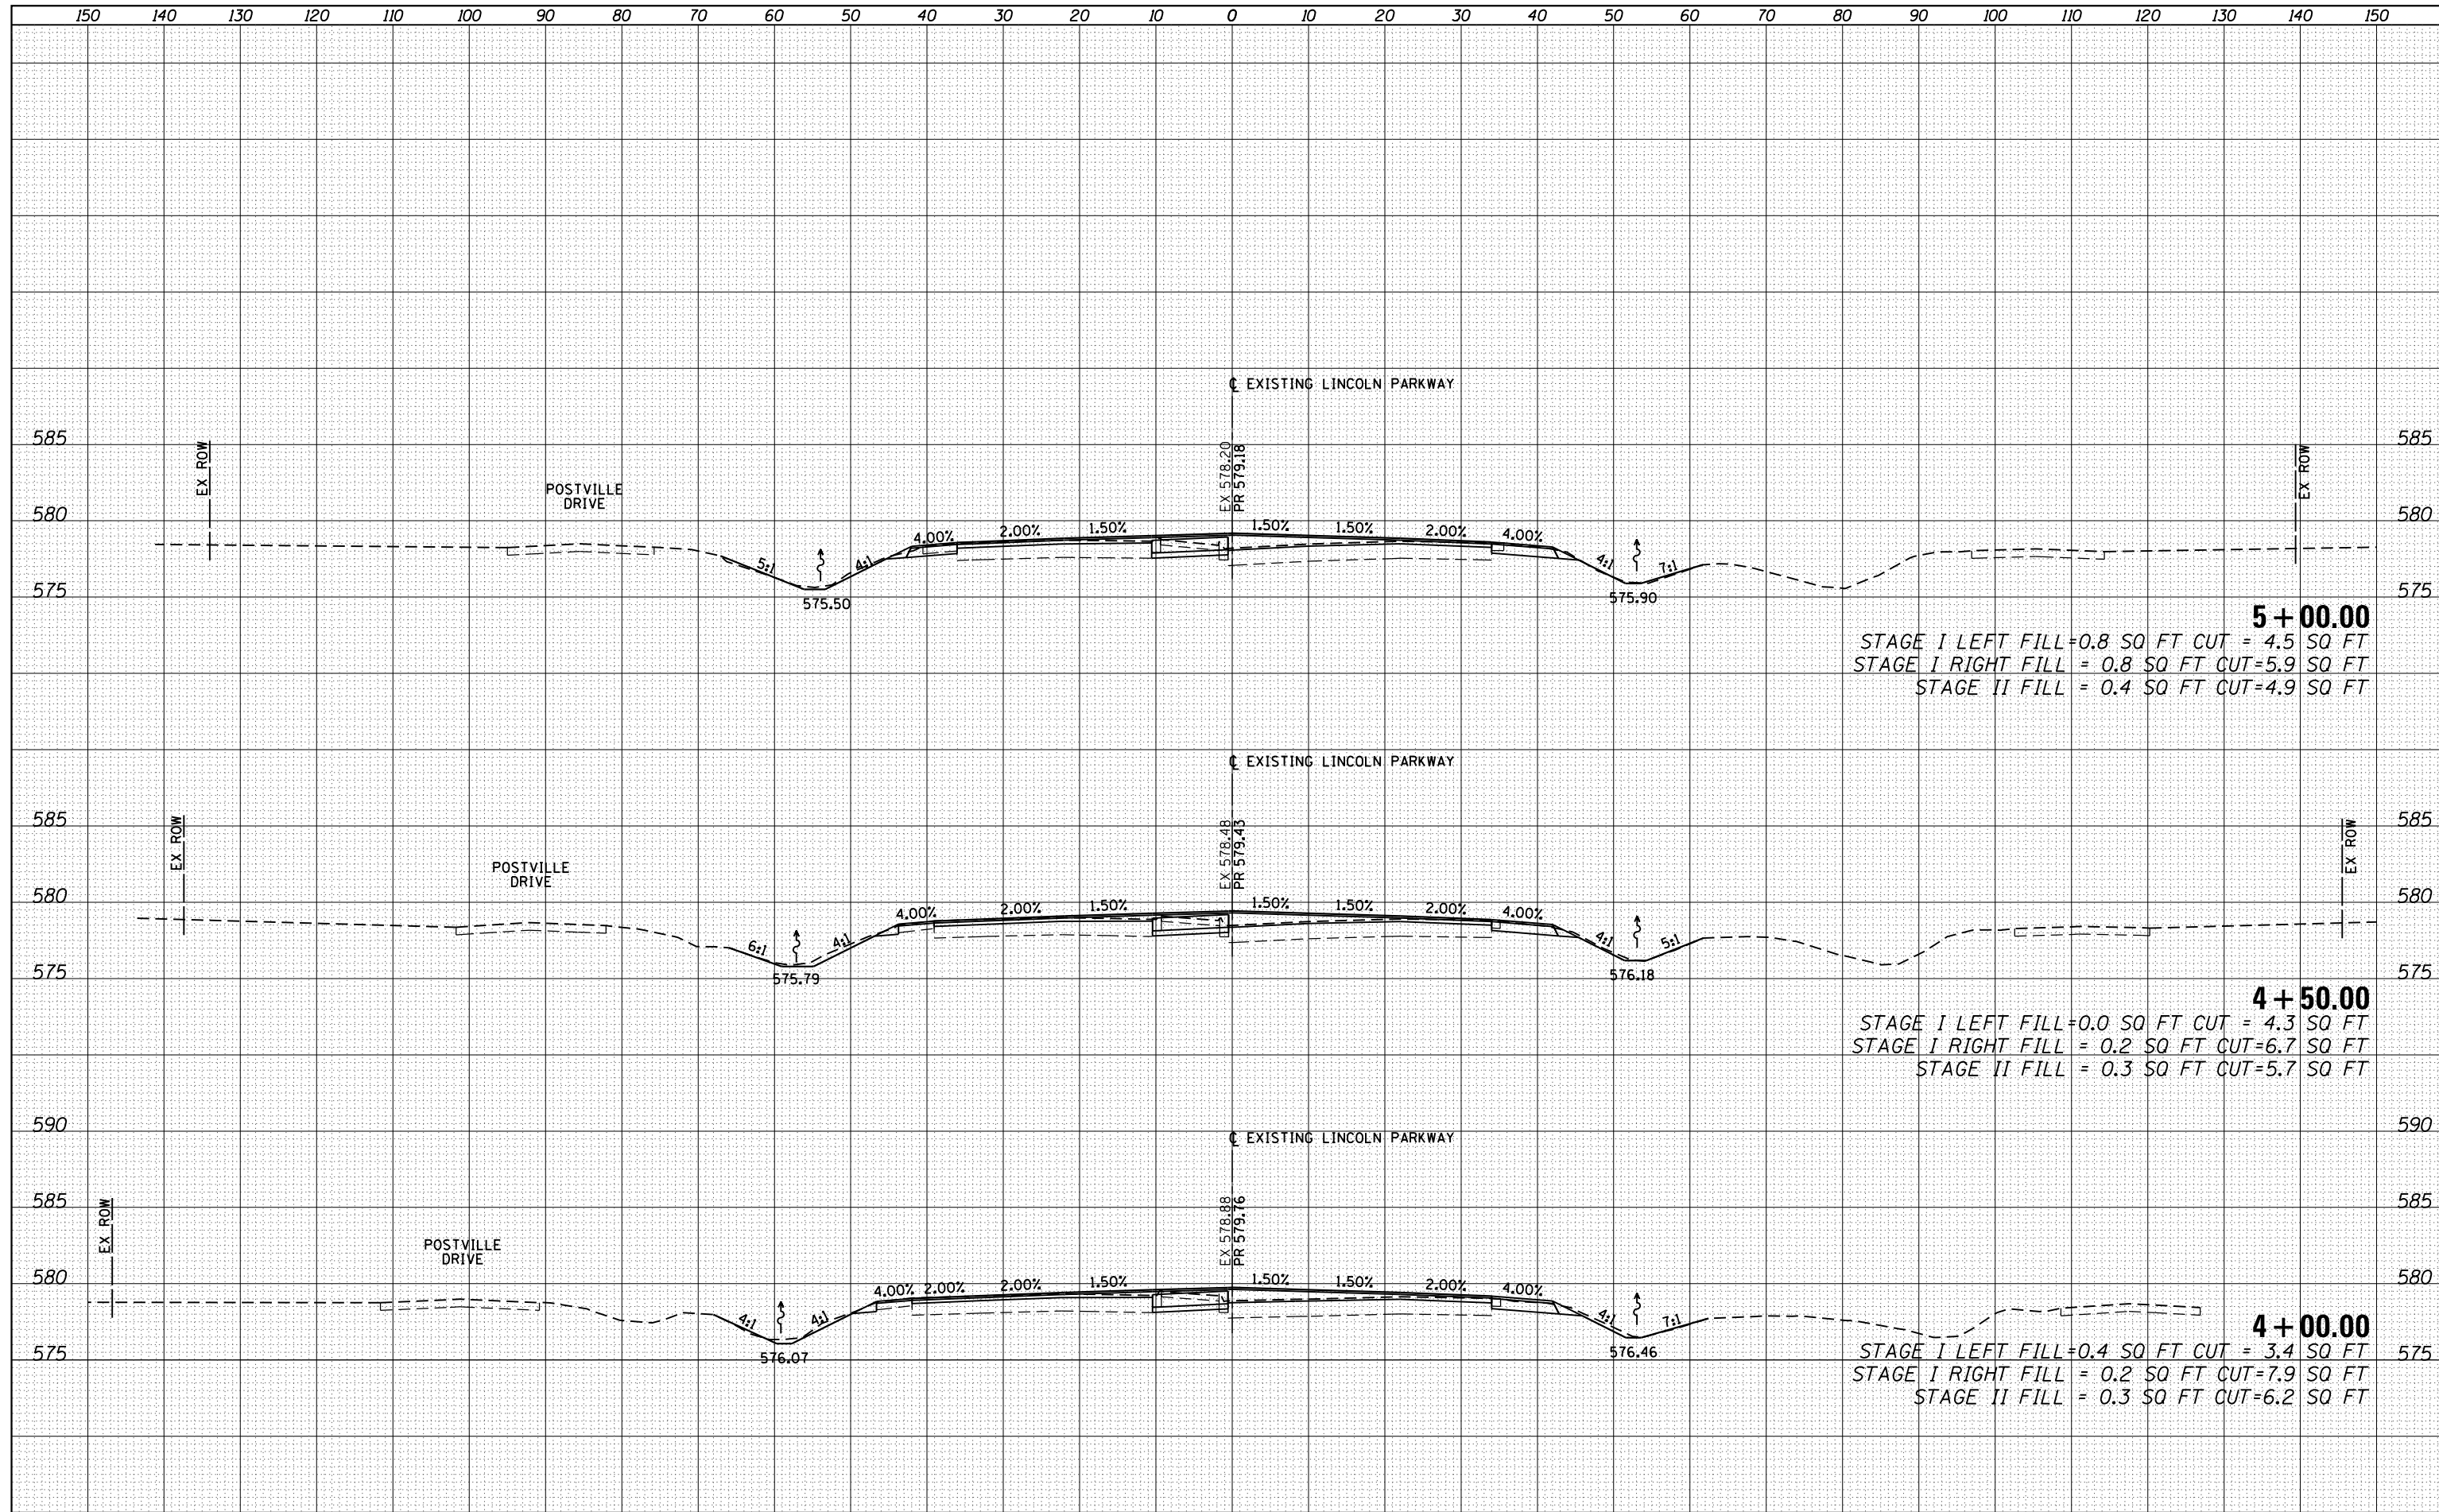 150 140 130 120 110 100 90 80 70 60 50 40 30 20 10 0 10 20 30 40 50 60 70 80 90 100 110 120 130 140 150
℄ EXISTING LINCOLN PARKWAY
585 585
EX ROW
EX 578.20
PR 579.18
EX ROW
POSTVILLE
DRIVE
580 580
4.00% 2.00% 1.50% 1.50% 1.50% 2.00% 4.00%
5:1 4:1 4:1 7:1
575 575
575.50 575.90
5+00.00
STAGE I LEFT FILL=0.8 SQ FT CUT = 4.5 SQ FT
STAGE I RIGHT FILL = 0.8 SQ FT CUT=5.9 SQ FT
STAGE II FILL = 0.4 SQ FT CUT=4.9 SQ FT
℄ EXISTING LINCOLN PARKWAY
585 585
EX ROW
EX 578.48
PR 579.43
EX ROW
POSTVILLE
DRIVE
580 580
4.00% 2.00% 1.50% 1.50% 1.50% 2.00% 4.00%
6:1 4:1 4:1 5:1
575 575
575.79 576.18
4+50.00
STAGE I LEFT FILL=0.0 SQ FT CUT = 4.3 SQ FT
STAGE I RIGHT FILL = 0.2 SQ FT CUT=6.7 SQ FT
STAGE II FILL = 0.3 SQ FT CUT=5.7 SQ FT
590 590
℄ EXISTING LINCOLN PARKWAY
585 585
EX ROW
EX 578.88
PR 579.76
POSTVILLE
DRIVE
580 580
4.00% 2.00% 2.00% 1.50% 1.50% 1.50% 2.00% 4.00%
4:1 4:1 4:1 7:1
4+00.00
575 575
576.07 576.46
STAGE I LEFT FILL=0.4 SQ FT CUT = 3.4 SQ FT
STAGE I RIGHT FILL = 0.2 SQ FT CUT=7.9 SQ FT
STAGE II FILL = 0.3 SQ FT CUT=6.2 SQ FT